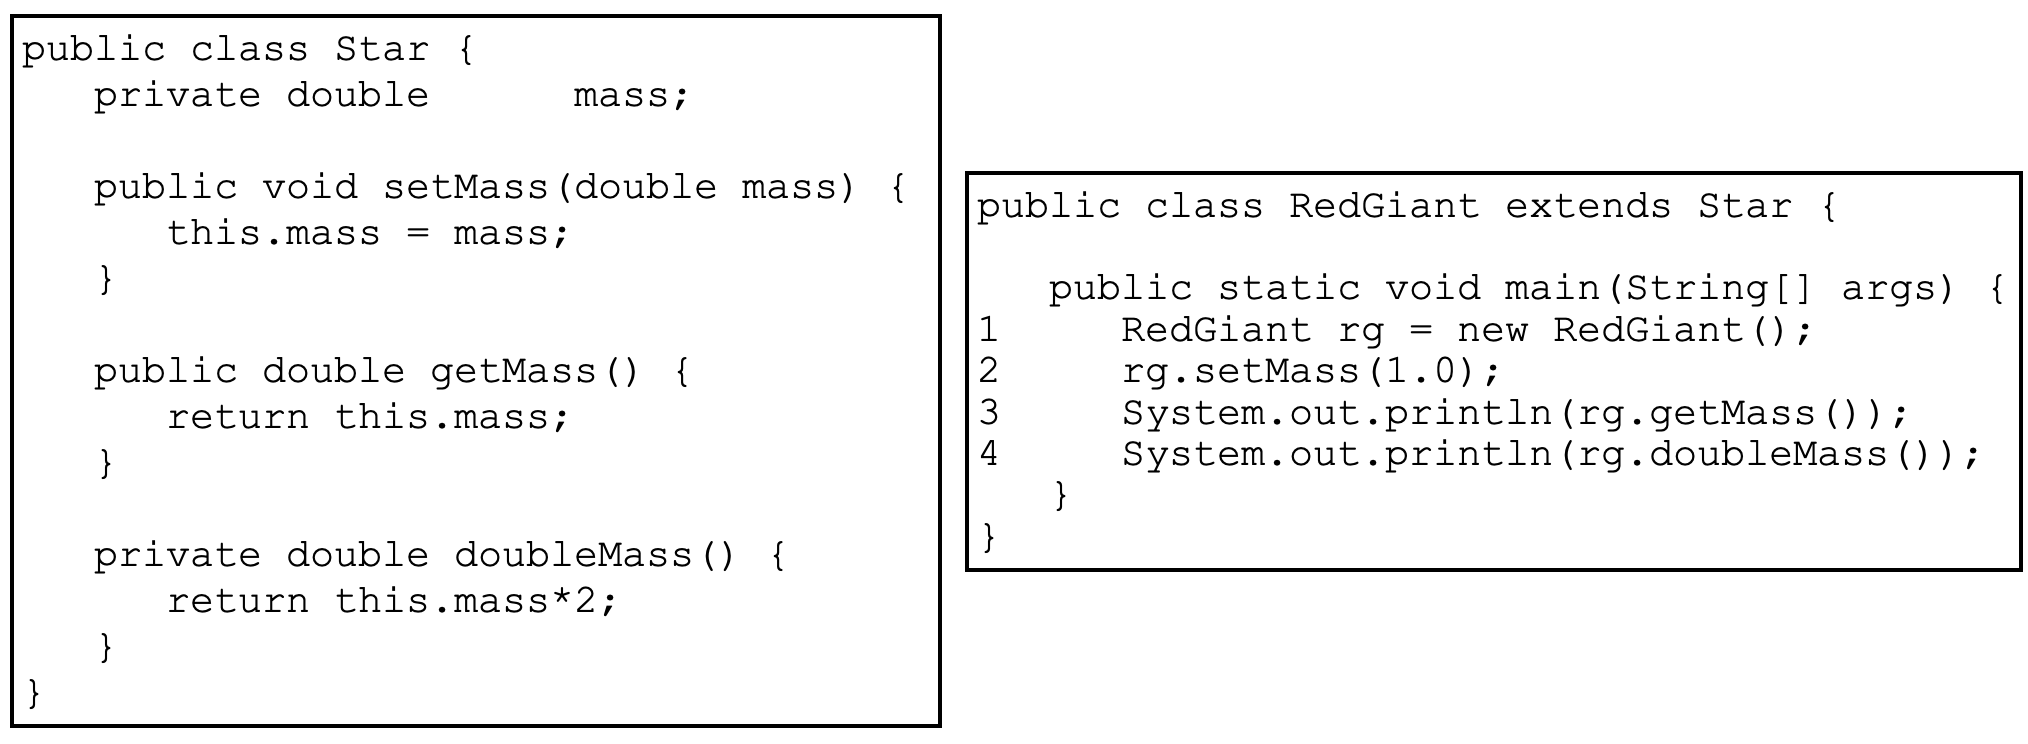 public class Star {
   private double      mass;

   public void setMass(double mass) {
      this.mass = mass;
   }

   public double getMass() {
      return this.mass;
   }

   private double doubleMass() {
      return this.mass*2;
   }
}
public class RedGiant extends Star {

   public static void main(String[] args) {
1     RedGiant rg = new RedGiant();
2     rg.setMass(1.0);
3     System.out.println(rg.getMass());
4     System.out.println(rg.doubleMass());
   }
}